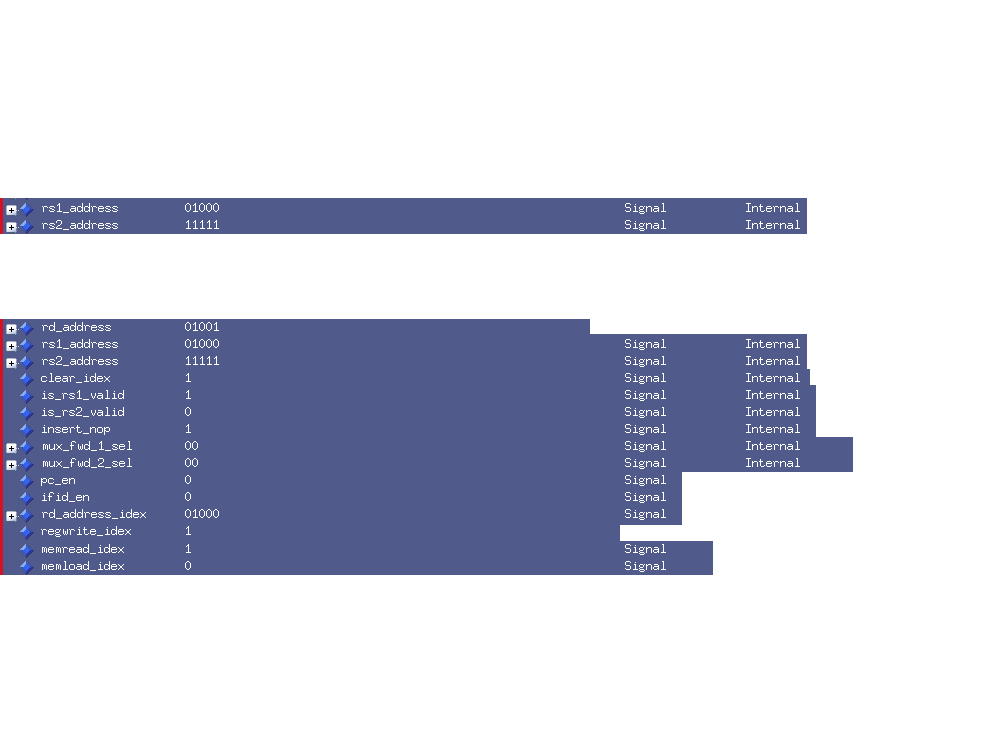 rs1_address 01000 Signal Internal
rs2_address 11111 Signal Internal
rd_address 01001
rs1_address 01000 Signal Internal
rs2_address 11111 Signal Internal
clear_idex 1 Signal Internal
is_rs1_valid 1 Signal Internal
is_rs2_valid 0 Signal Internal
insert_nop 1 Signal Internal
mux_fwd_1_sel 00 Signal Internal
mux_fwd_2_sel 00 Signal Internal
pc_en 0 Signal
ifid_en 0 Signal
rd_address_idex 01000 Signal
regwrite_idex 1
memread_idex 1 Signal
memload_idex 0 Signal